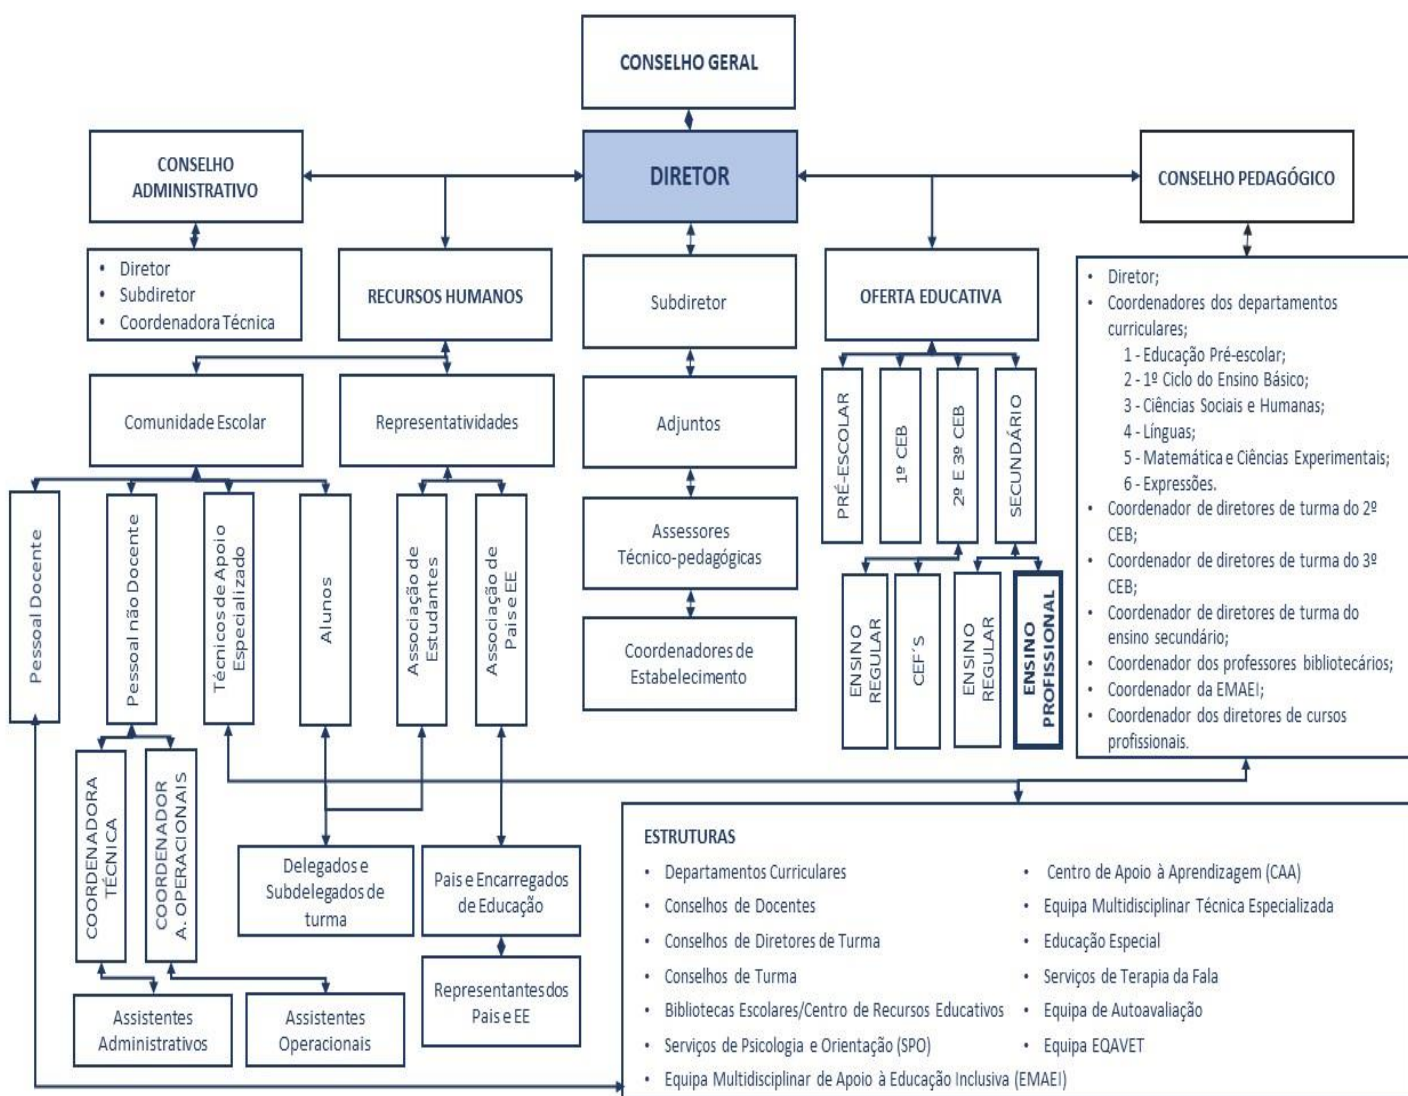 CONSELHO GERAL
CONSELHO
ADMINISTRATIVO
DIRETOR
CONSELHO PEDAGÓGICO
• Diretor
• Subdiretor
• Coordenadora Técnica
RECURSOS HUMANOS
Subdiretor
OFERTA EDUCATIVA
• Diretor;
• Coordenadores dos departamentos
curriculares;
1 - Educação Pré-escolar;
2 - 1º Ciclo do Ensino Básico;
3 - Ciências Sociais e Humanas;
4 - Línguas;
5 - Matemática e Ciências Experimentais;
6 - Expressões.
• Coordenador de diretores de turma do 2º
CEB;
• Coordenador de diretores de turma do 3º
CEB;
• Coordenador de diretores de turma do
ensino secundário;
• Coordenador dos professores bibliotecários;
• Coordenador da EMAEI;
• Coordenador dos diretores de cursos
profissionais.
Comunidade Escolar
Representatividades
Adjuntos
PRÉ-ESCOLAR
1º CEB
2º E 3º CEB
SECUNDÁRIO
Pessoal Docente
Pessoal não Docente
Técnicos de Apoio
Especializado
Alunos
Associação de
Estudantes
Associação de
Pais e EE
Assessores
Técnico-pedagógicas
Coordenadores de
Estabelecimento
ENSINO
REGULAR
CEF´S
ENSINO
REGULAR
ENSINO
PROFISSIONAL
COORDENADORA
TÉCNICA
COORDENADOR
A. OPERACIONAIS
Delegados e
Subdelegados de
turma
Pais e Encarregados
de Educação
Representantes dos
Pais e EE
Assistentes
Administrativos
Assistentes
Operacionais
ESTRUTURAS
• Departamentos Curriculares
• Conselhos de Docentes
• Conselhos de Diretores de Turma
• Conselhos de Turma
• Bibliotecas Escolares/Centro de Recursos Educativos
• Serviços de Psicologia e Orientação (SPO)
• Equipa Multidisciplinar de Apoio à Educação Inclusiva (EMAEI)
• Centro de Apoio à Aprendizagem (CAA)
• Equipa Multidisciplinar Técnica Especializada
• Educação Especial
• Serviços de Terapia da Fala
• Equipa de Autoavaliação
• Equipa EQAVET